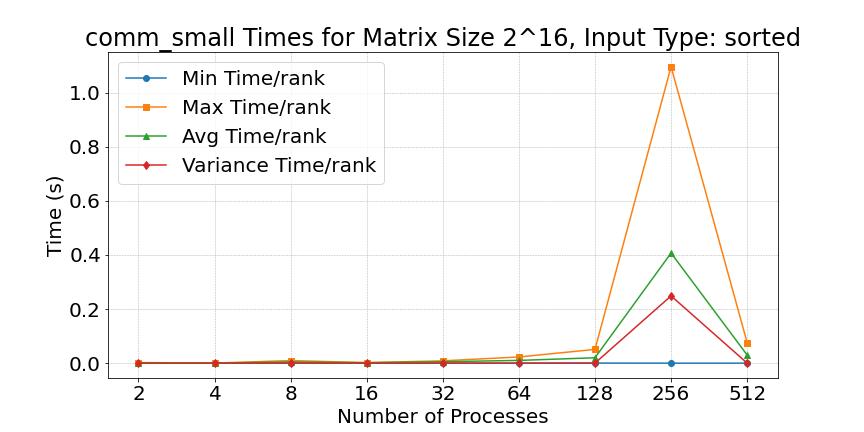 comm_small Times for Matrix Size 2^16, Input Type: sorted
Min Time/rank
Max Time/rank
Avg Time/rank
Variance Time/rank
Time (s)
1.0
0.8
0.6
0.4
0.2
0.0
2 4 8 16 32 64 128 256 512
Number of Processes